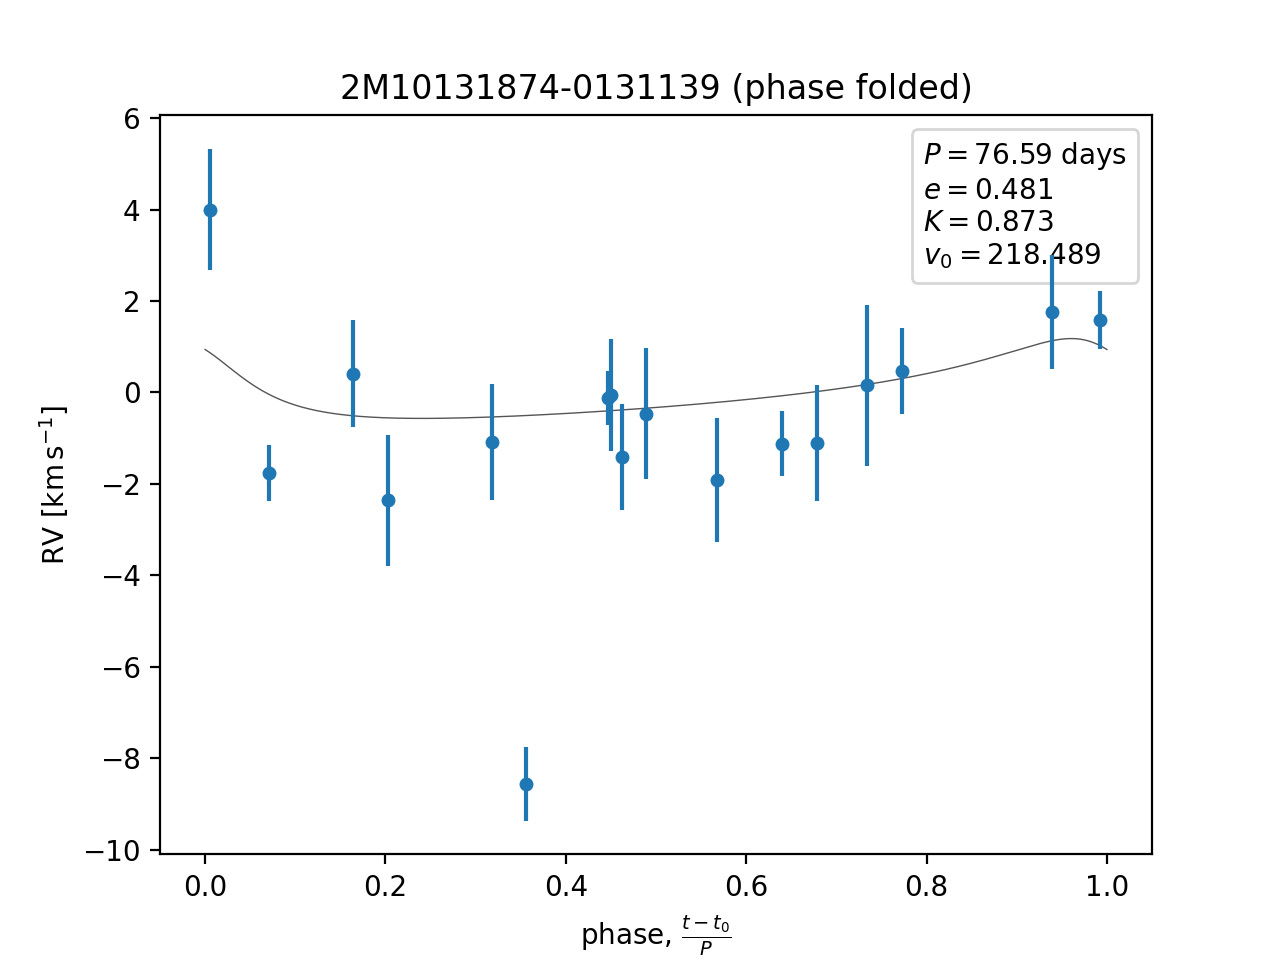 2M10131874-0131139 (phase folded)
P = 76.59 days
e = 0.481
K = 0.873
v₀ = 218.489
6
4
2
0
−2
−4
−6
−8
−10
RV [km s⁻¹]
0.0 0.2 0.4 0.6 0.8 1.0
phase, (t − t₀)/P